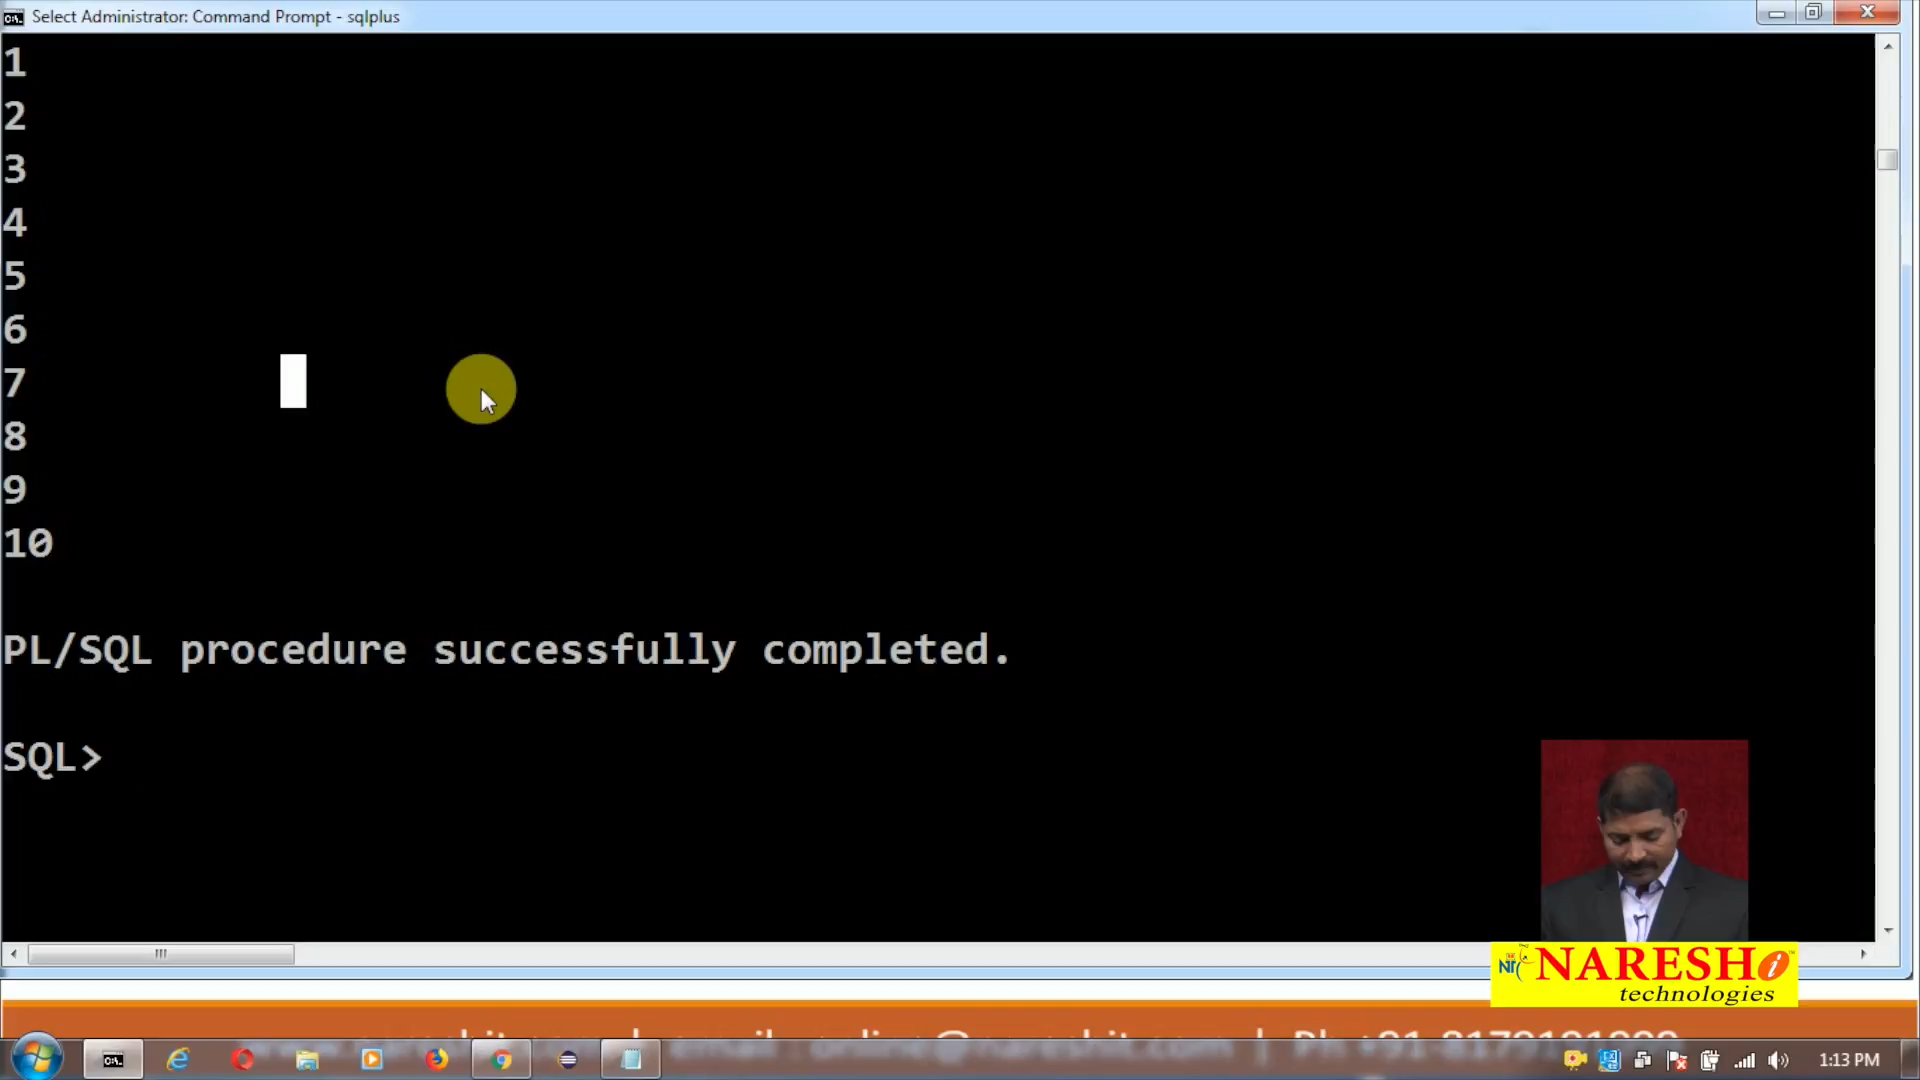 Select Administrator: Command Prompt - sqlplus
1
2
3
4
5
6
7
8
9
10
PL/SQL procedure successfully completed.
SQL>
NARESH i
technologies
1:13 PM